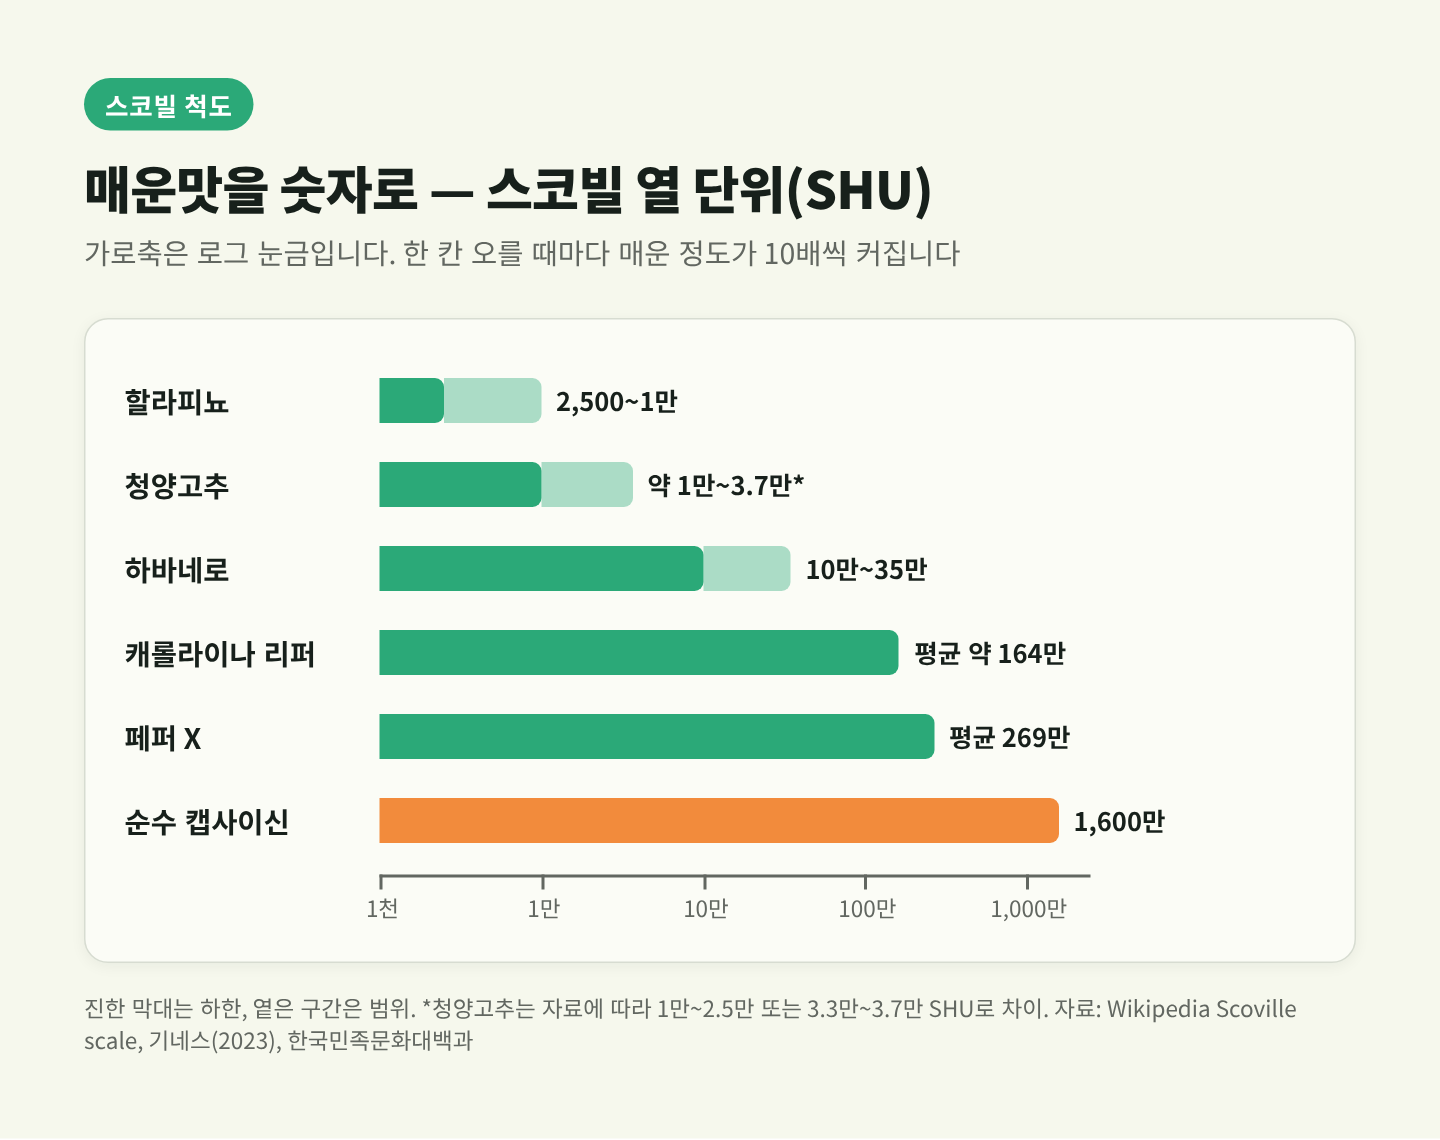 스코빌 척도
매운맛을 숫자로 — 스코빌 열 단위(SHU)
가로축은 로그 눈금입니다. 한 칸 오를 때마다 매운 정도가 10배씩 커집니다
할라피뇨 2,500~1만
청양고추 약 1만~3.7만*
하바네로 10만~35만
캐롤라이나 리퍼 평균 약 164만
페퍼 X 평균 269만
순수 캡사이신 1,600만
1천 1만 10만 100만 1,000만
진한 막대는 하한, 옅은 구간은 범위. *청양고추는 자료에 따라 1만~2.5만 또는 3.3만~3.7만 SHU로 차이. 자료: Wikipedia Scoville
scale, 기네스(2023), 한국민족문화대백과